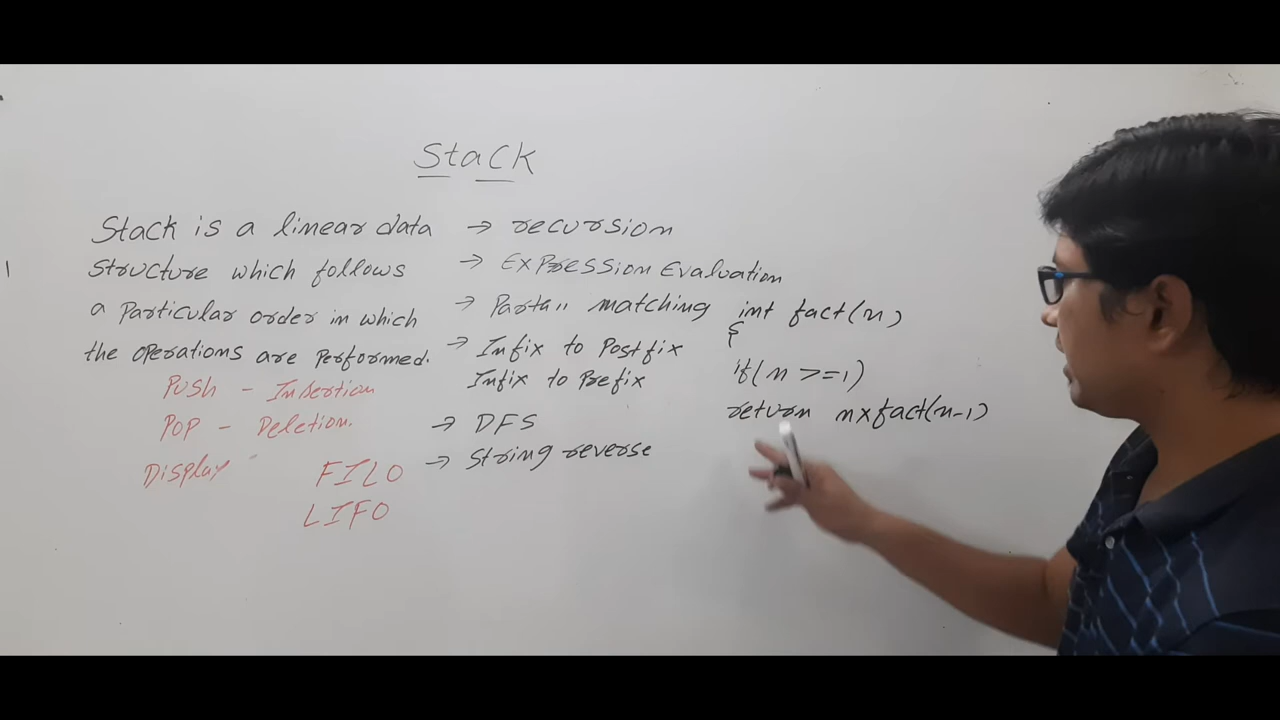 Stack
Stack is a linear data
structure which follows
a particular order in which
the operations are performed.
Push - Insertion
POP - Deletion.
Display
FILO
LIFO
→ recursion
→ Expression Evaluation
→ matching
→ Infix to Postfix
Infix to Prefix
→ DFS
→ String reverse
int fact(n)
{
if(n >=1)
return n×fact(n-1)